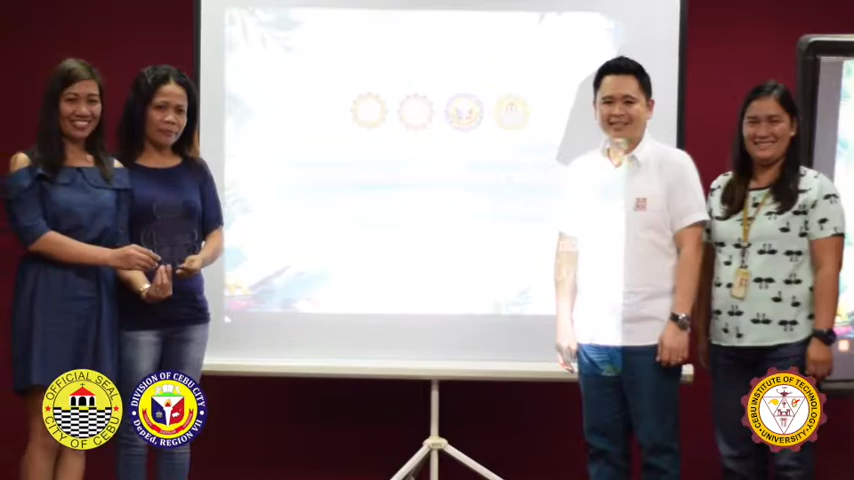 OFFICIAL SEAL
CITY OF CEBU
DIVISION OF CEBU CITY
DepEd, REGION VII
CEBU INSTITUTE OF TECHNOLOGY
UNIVERSITY